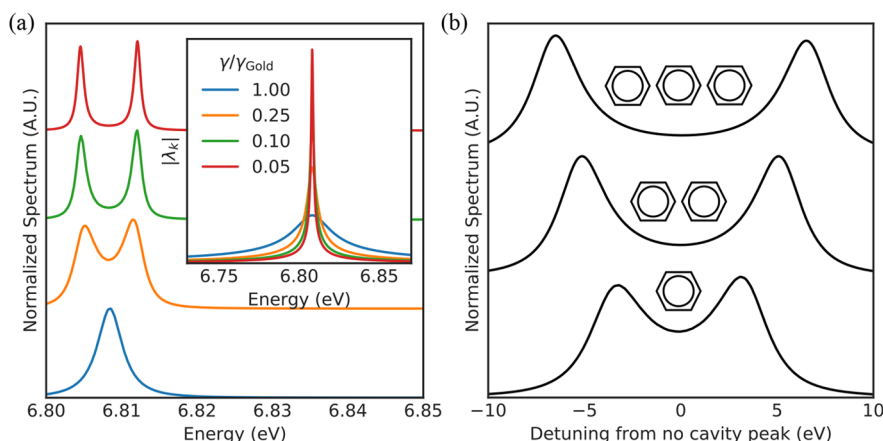 (a)
Normalized Spectrum (A.U.)
γ/γGold
1.00
0.25
0.10
0.05
|λk|
6.75 6.80 6.85
Energy (eV)
6.80 6.81 6.82 6.83 6.84 6.85
Energy (eV)
(b)
Normalized Spectrum (A.U.)
−10 −5 0 5 10
Detuning from no cavity peak (eV)